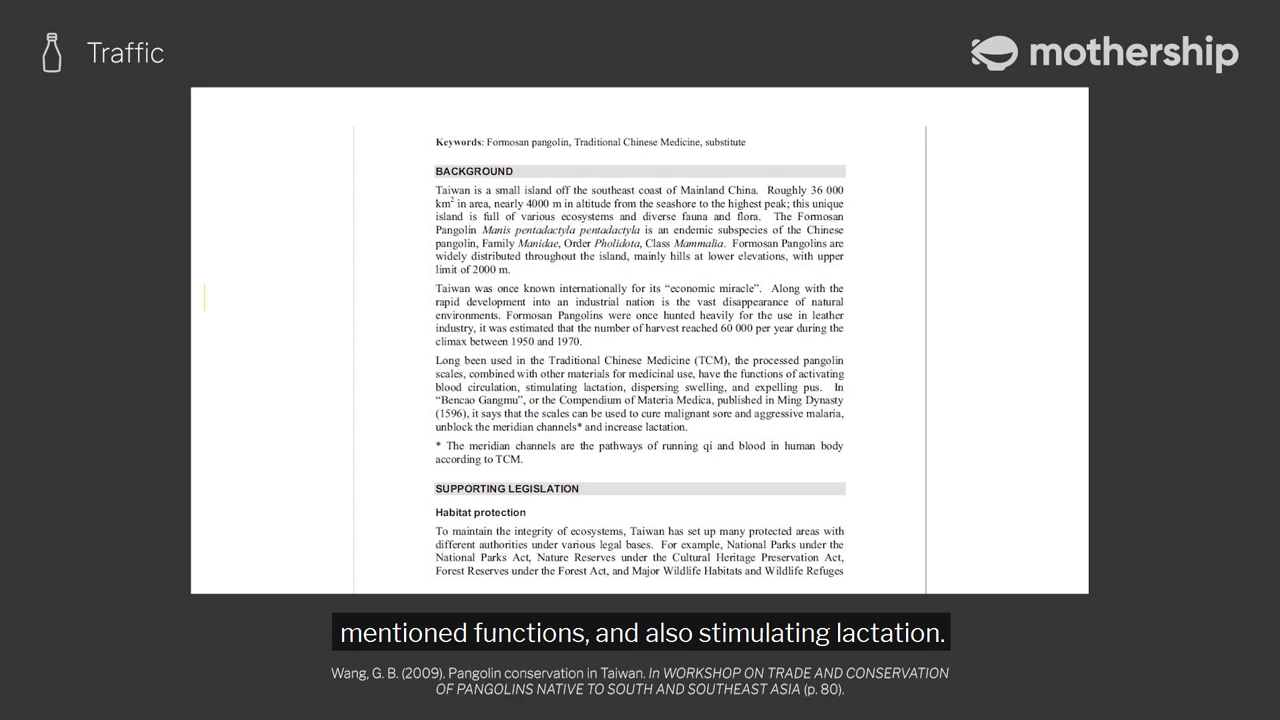 Traffic
mothership
Keywords: Formosan pangolin, Traditional Chinese Medicine, substitute
BACKGROUND
Taiwan is a small island off the southeast coast of Mainland China. Roughly 36 000
km2 in area, nearly 4000 m in altitude from the seashore to the highest peak; this unique
island is full of various ecosystems and diverse fauna and flora. The Formosan
Pangolin Manis pentadactyla pentadactyla is an endemic subspecies of the Chinese
pangolin, Family Manidae, Order Pholidota, Class Mammalia. Formosan Pangolins are
widely distributed throughout the island, mainly hills at lower elevations, with upper
limit of 2000 m.
Taiwan was once known internationally for its “economic miracle”. Along with the
rapid development into an industrial nation is the vast disappearance of natural
environments. Formosan Pangolins were once hunted heavily for the use in leather
industry, it was estimated that the number of harvest reached 60 000 per year during the
climax between 1950 and 1970.
Long been used in the Traditional Chinese Medicine (TCM), the processed pangolin
scales, combined with other materials for medicinal use, have the functions of activating
blood circulation, stimulating lactation, dispersing swelling, and expelling pus. In
“Bencao Gangmu”, or the Compendium of Materia Medica, published in Ming Dynasty
(1596), it says that the scales can be used to cure malignant sore and aggressive malaria,
unblock the meridian channels* and increase lactation.
* The meridian channels are the pathways of running qi and blood in human body
according to TCM.
SUPPORTING LEGISLATION
Habitat protection
To maintain the integrity of ecosystems, Taiwan has set up many protected areas with
different authorities under various legal bases. For example, National Parks under the
National Parks Act, Nature Reserves under the Cultural Heritage Preservation Act,
Forest Reserves under the Forest Act, and Major Wildlife Habitats and Wildlife Refuges
mentioned functions, and also stimulating lactation.
Wang, G. B. (2009). Pangolin conservation in Taiwan. In WORKSHOP ON TRADE AND CONSERVATION
OF PANGOLINS NATIVE TO SOUTH AND SOUTHEAST ASIA (p. 80).